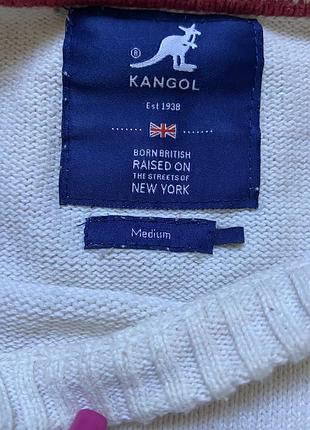 ®
KANGOL
Est 1938
BORN BRITISH
RAISED ON
THE STREETS OF
NEW YORK
Medium